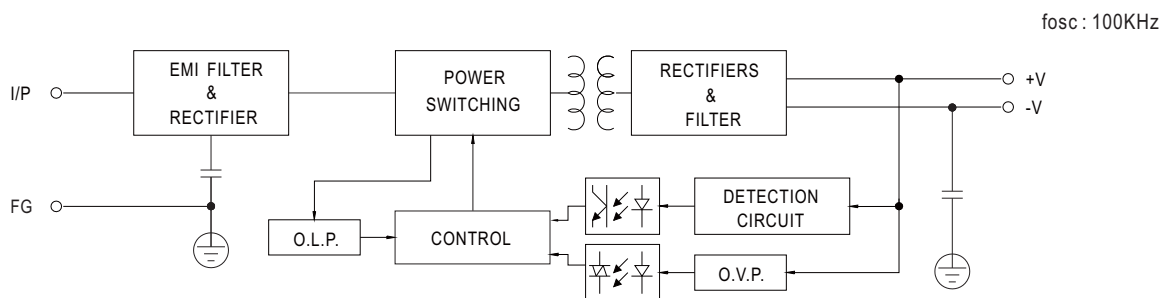 fosc : 100KHz
EMI FILTER
&
RECTIFIER
POWER
SWITCHING
RECTIFIERS
&
FILTER
I/P
+V
-V
FG
DETECTION
CIRCUIT
O.L.P.
CONTROL
O.V.P.